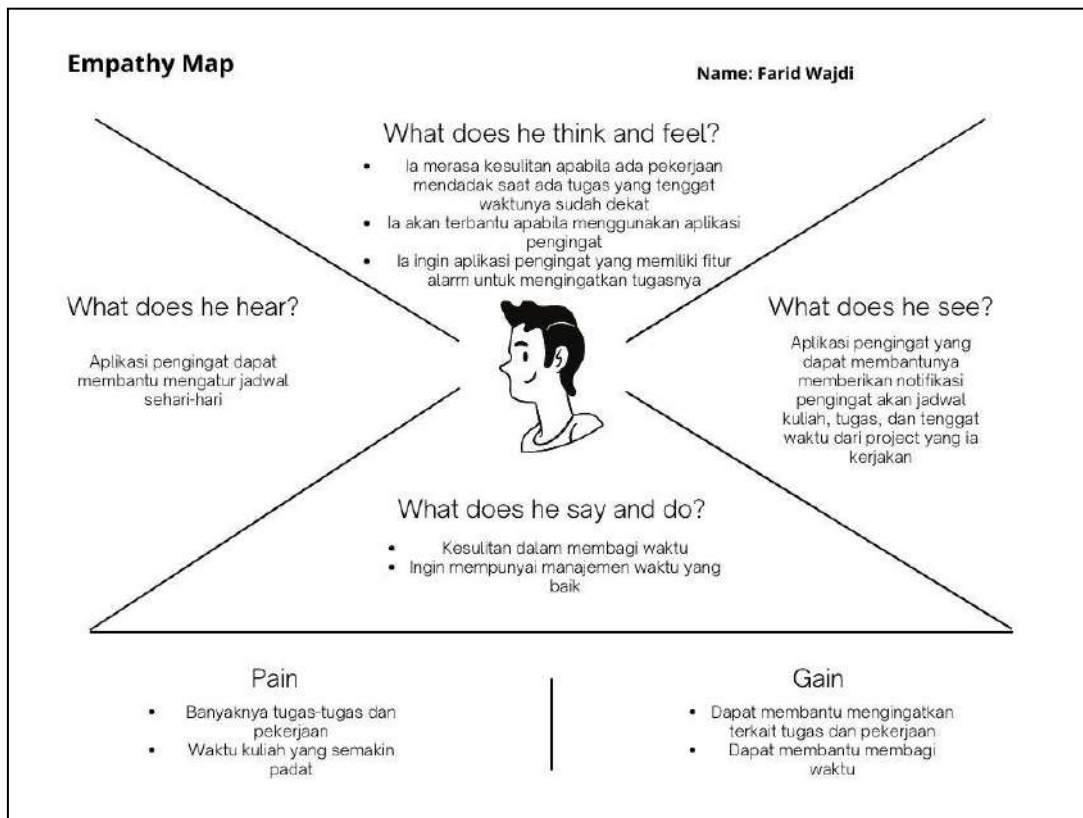 Empathy Map
Name: Farid Wajdi
What does he think and feel?
• Ia merasa kesulitan apabila ada pekerjaan
mendadak saat ada tugas yang tenggat
waktunya sudah dekat
• Ia akan terbantu apabila menggunakan aplikasi
pengingat
• Ia ingin aplikasi pengingat yang memiliki fitur
alarm untuk mengingatkan tugasnya
What does he hear?
Aplikasi pengingat dapat
membantu mengatur jadwal
sehari-hari
What does he see?
Aplikasi pengingat yang
dapat membantunya
memberikan notifikasi
pengingat akan jadwal
kuliah, tugas, dan tenggat
waktu dari project yang ia
kerjakan
What does he say and do?
• Kesulitan dalam membagi waktu
• Ingin mempunyai manajemen waktu yang
baik
Pain
• Banyaknya tugas-tugas dan
pekerjaan
• Waktu kuliah yang semakin
padat
Gain
• Dapat membantu mengingatkan
terkait tugas dan pekerjaan
• Dapat membantu membagi
waktu